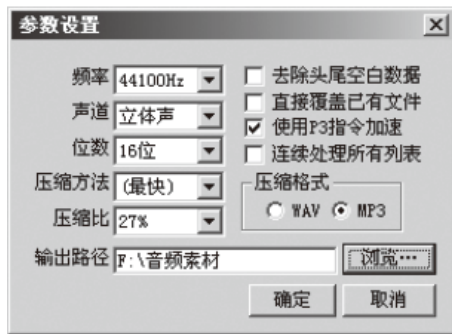 参数设置
频率 44100Hz
去除头尾空白数据
声道 立体声
直接覆盖已有文件
位数 16位
使用P3指令加速
连续处理所有列表
压缩方法 (最快)
压缩格式
压缩比 27%
WAV MP3
输出路径 F:\音频素材
浏览…
确定 取消